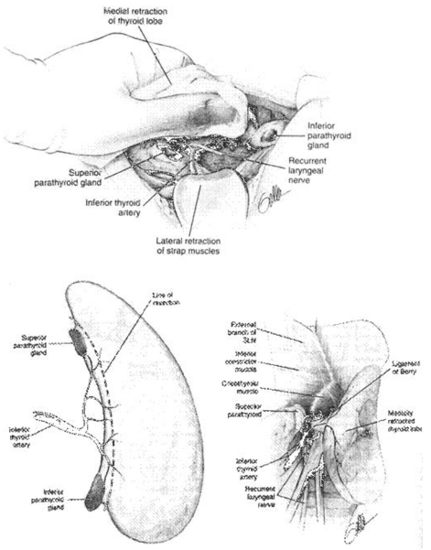 Medial retraction
of thyroid lobe
Inferior
parathyroid
gland
Superior
parathyroid gland
Recurrent
laryngeal
nerve
Inferior thyroid
artery
Lateral retraction
of strap muscles
Line of
resection
Superior
parathyroid
gland
Inferior
thyroid
artery
Inferior
parathyroid
gland
External
branch of
SLN
Inferior
constrictor
muscle
Cricothyroid
muscle
Ligament
of Berry
Superior
parathyroid
Medially
retracted
thyroid lobe
Inferior
thyroid
artery
Recurrent
laryngeal
nerve